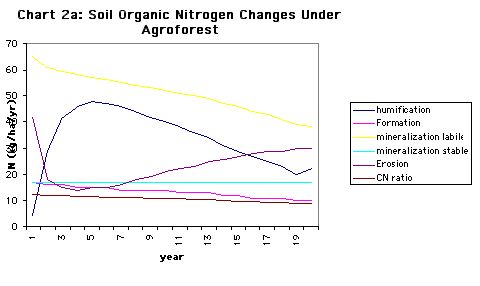 Chart 2a: Soil Organic Nitrogen Changes Under
Agroforest
N (kg/ha/yr)
70
60
50
40
30
20
10
0
1
3
5
7
9
11
13
15
17
19
year
humification
Formation
mineralization labile
mineralization stable
Erosion
CN ratio